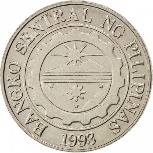 BANGKO SENTRAL NG PILIPINAS
1993